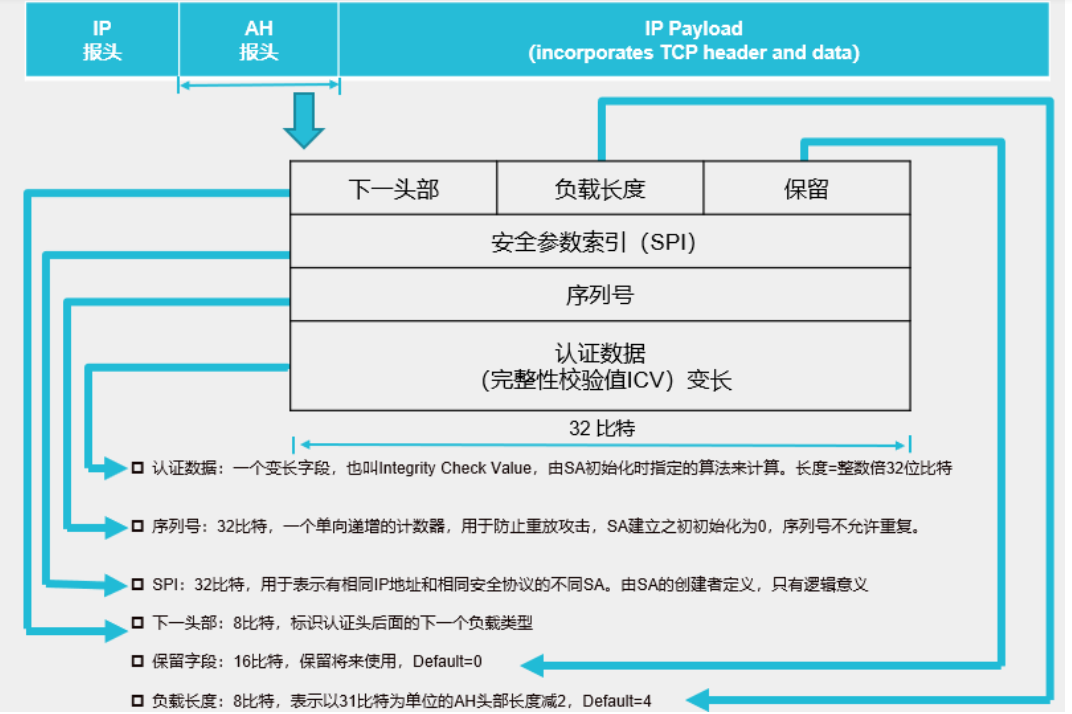 IP
报头
AH
报头
IP Payload
(incorporates TCP header and data)
下一头部
负载长度
保留
安全参数索引（SPI）
序列号
认证数据
（完整性校验值ICV）变长
32 比特
认证数据：一个变长字段，也叫Integrity Check Value，由SA初始化时指定的算法来计算。长度=整数倍32位比特
序列号：32比特，一个单向递增的计数器，用于防止重放攻击，SA建立之初初始化为0，序列号不允许重复。
SPI：32比特，用于表示有相同IP地址和相同安全协议的不同SA。由SA的创建者定义，只有逻辑意义
下一头部：8比特，标识认证头后面的下一个负载类型
保留字段：16比特，保留将来使用，Default=0
负载长度：8比特，表示以31比特为单位的AH头部长度减2，Default=4